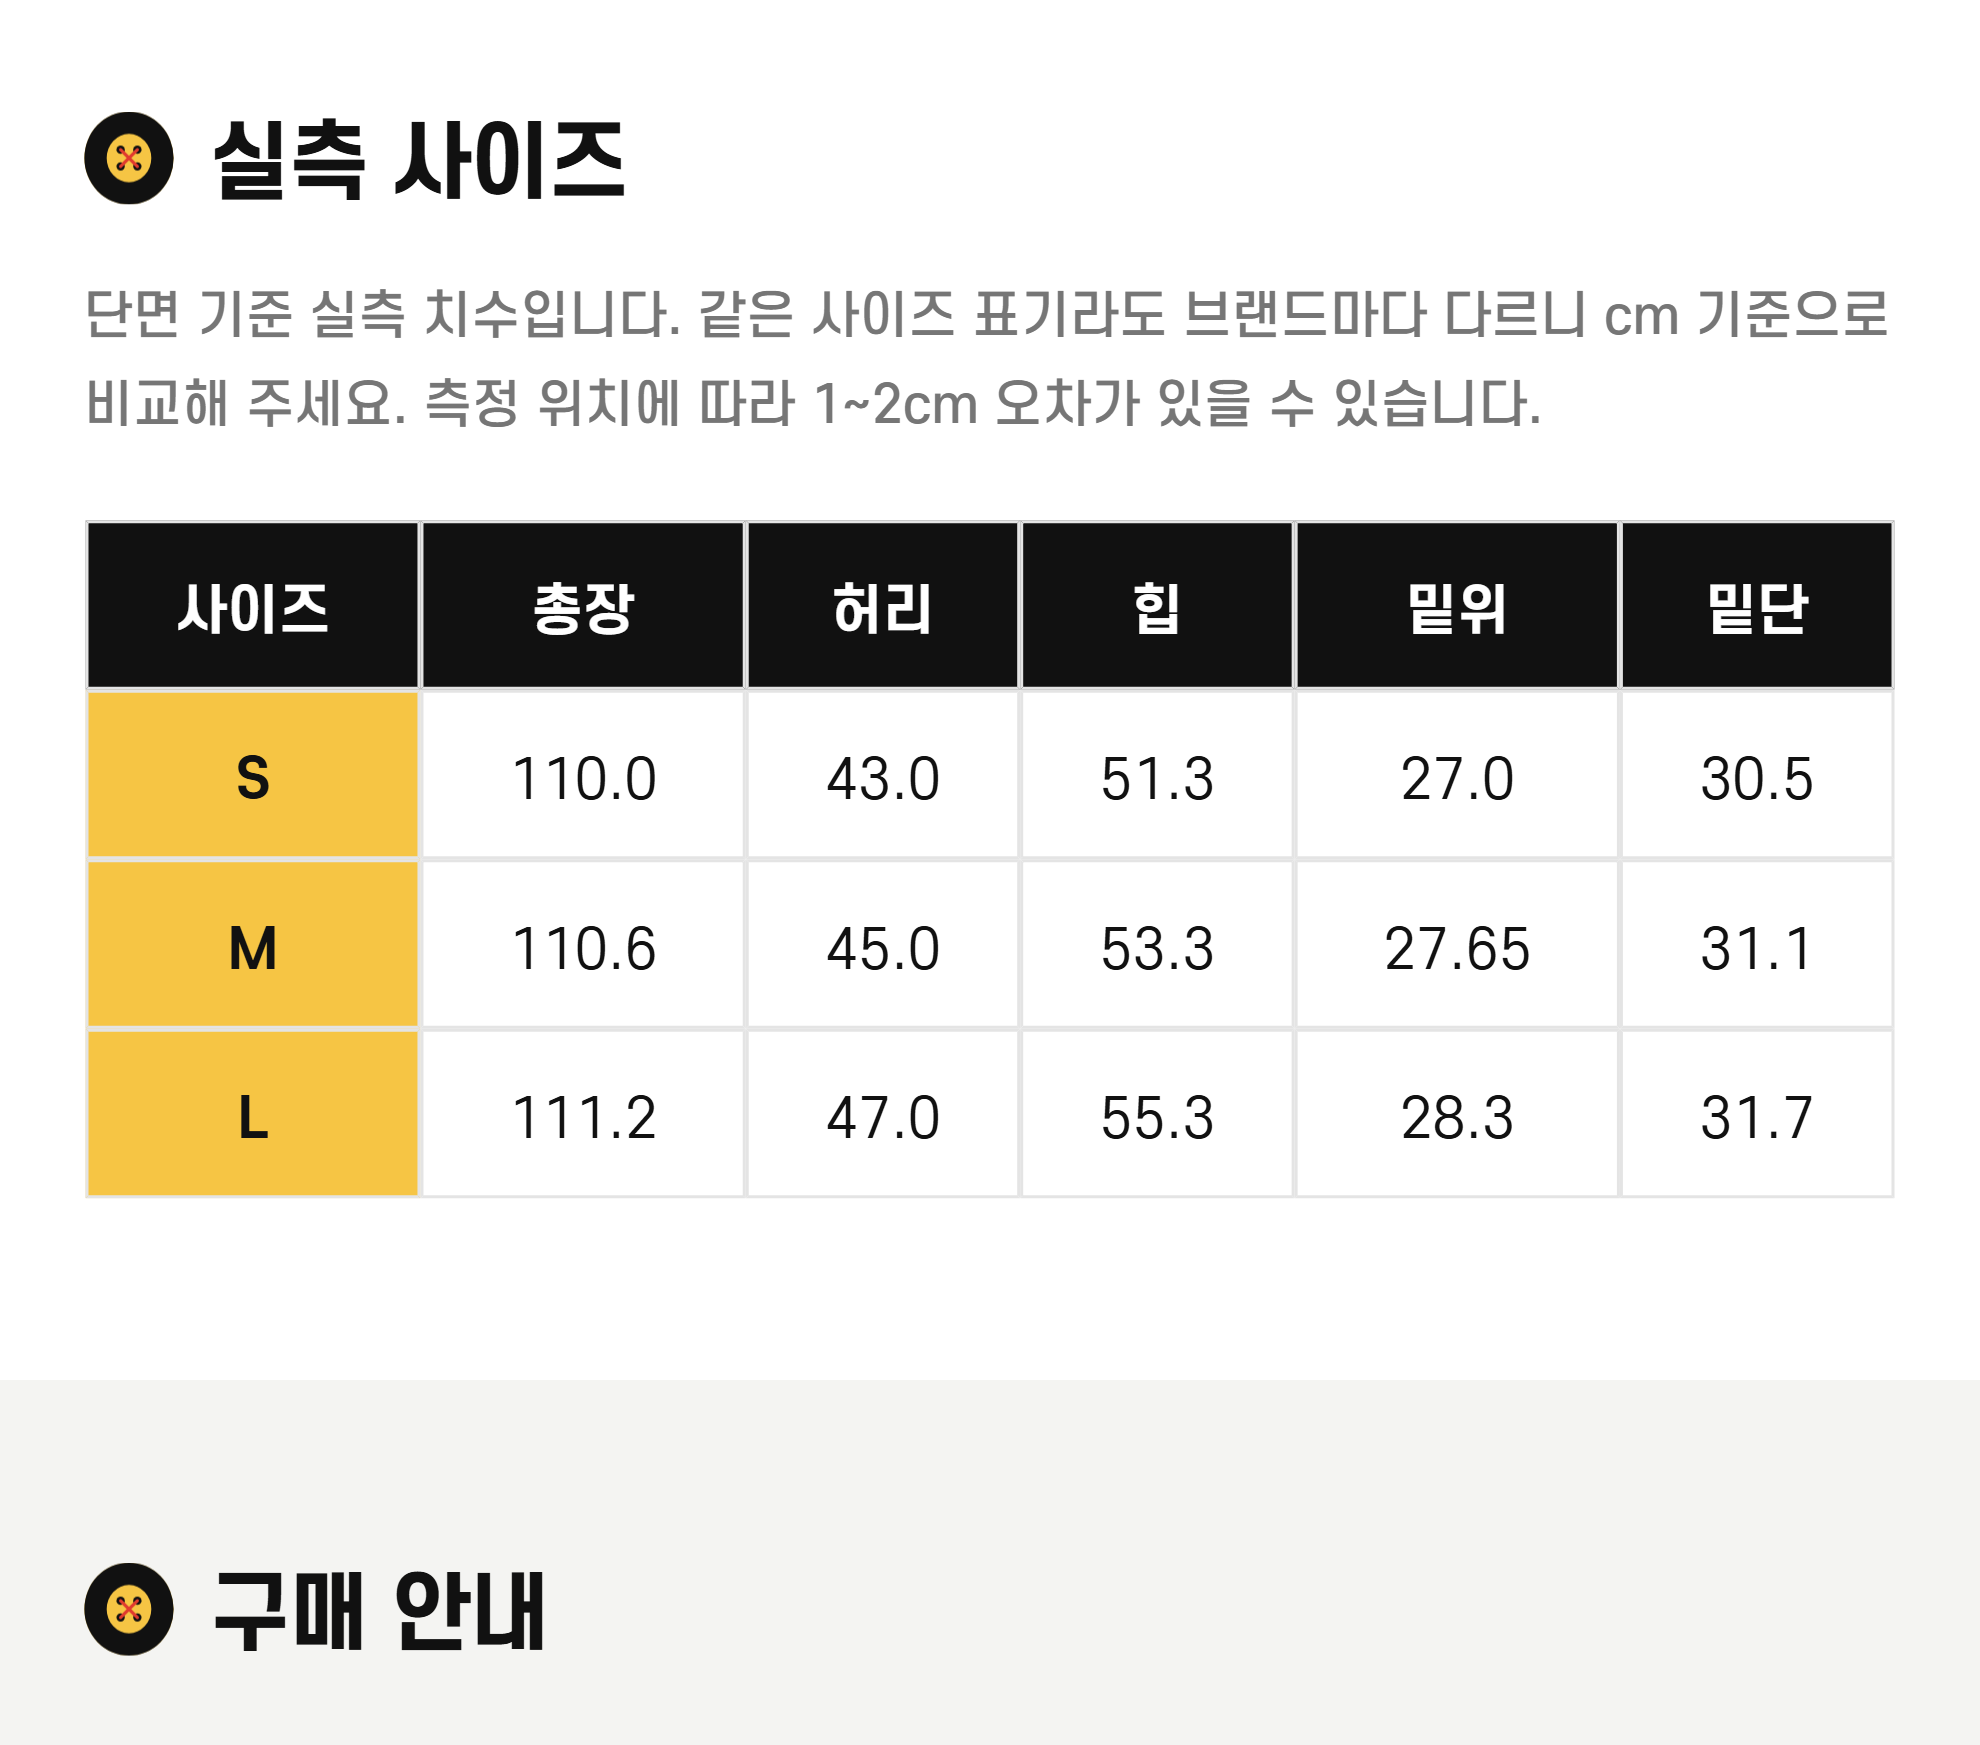 실측 사이즈
단면 기준 실측 치수입니다. 같은 사이즈 표기라도 브랜드마다 다르니 cm 기준으로
비교해 주세요. 측정 위치에 따라 1~2cm 오차가 있을 수 있습니다.
사이즈 총장 허리 힙 밑위 밑단
S 110.0 43.0 51.3 27.0 30.5
M 110.6 45.0 53.3 27.65 31.1
L 111.2 47.0 55.3 28.3 31.7
구매 안내